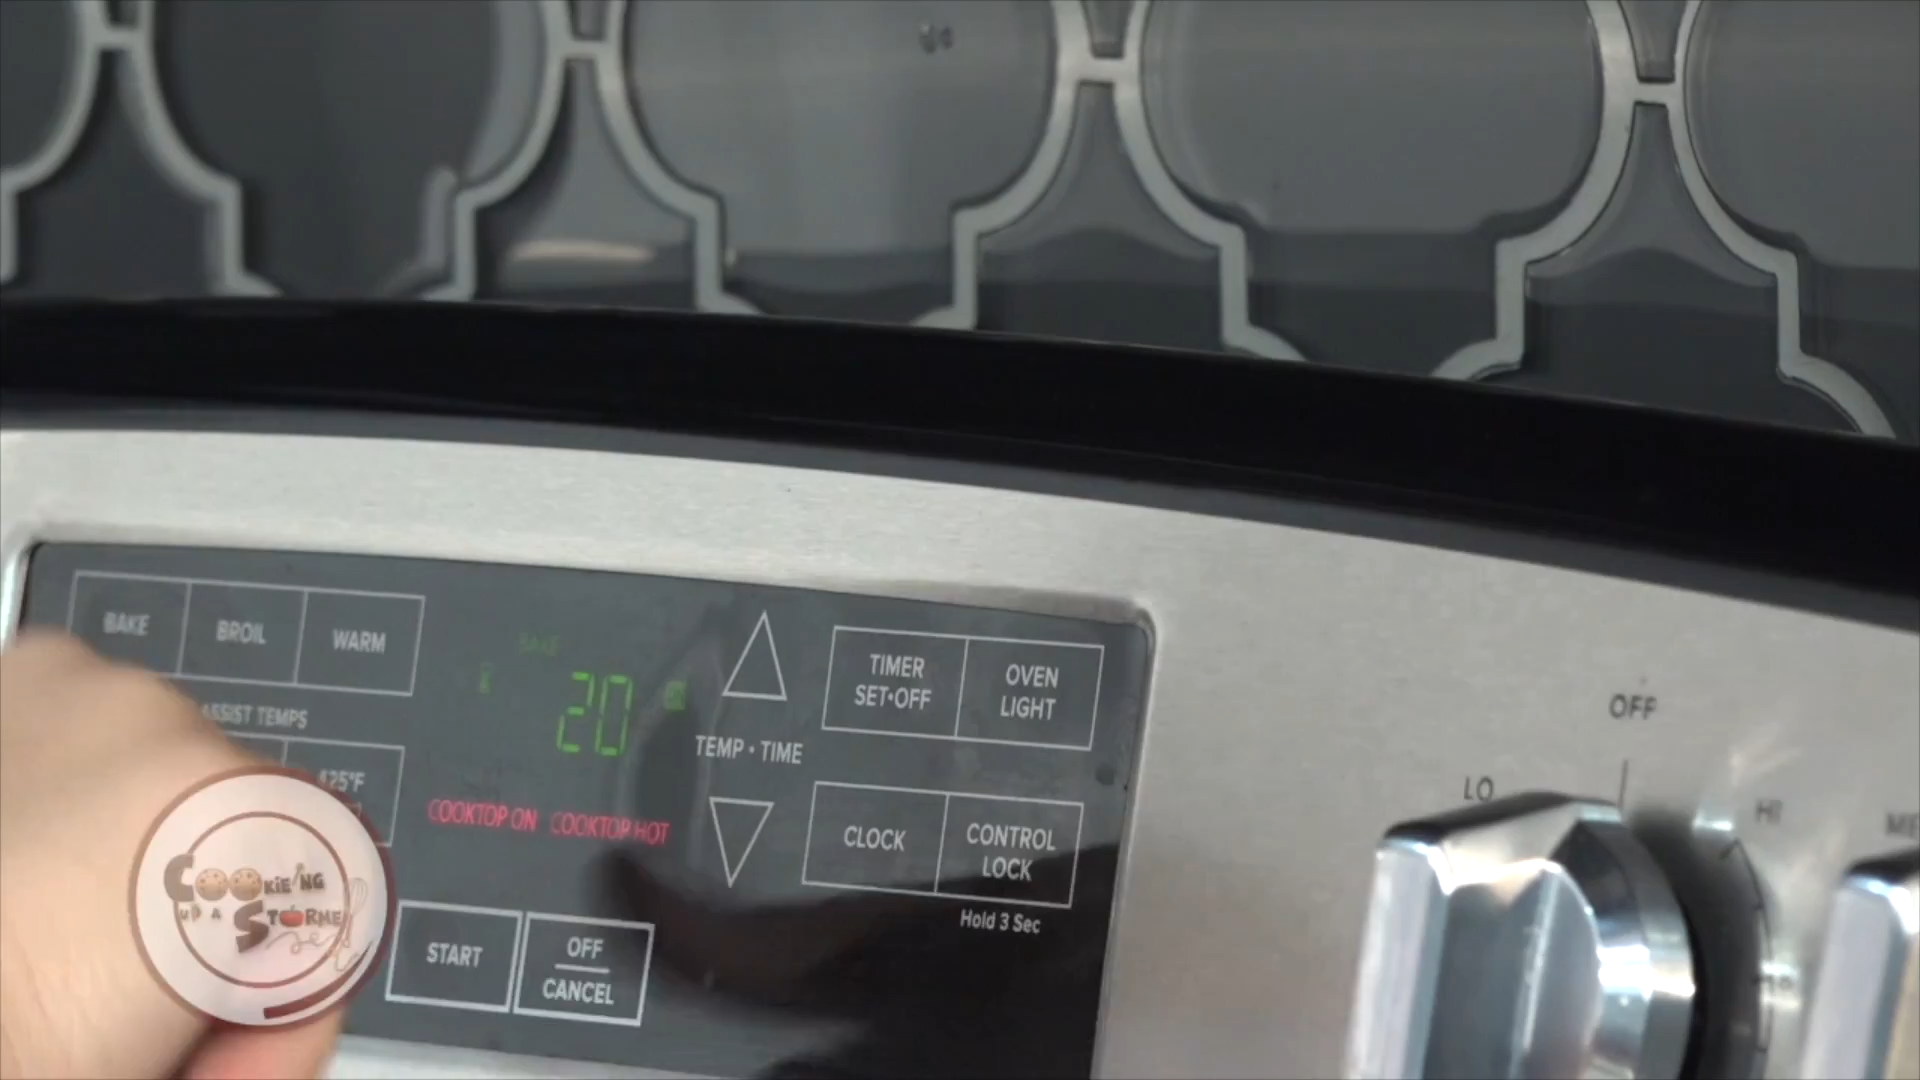 BAKE
BROIL
WARM
ASSIST TEMPS
BAKE
20
TEMP • TIME
TIMER
SET•OFF
OVEN
LIGHT
COOKTOP ON COOKTOP HOT
CLOCK
CONTROL
LOCK
Hold 3 Sec
START
OFF
CANCEL
OFF
LO
HI
COOKIE'NG
UP A STORME